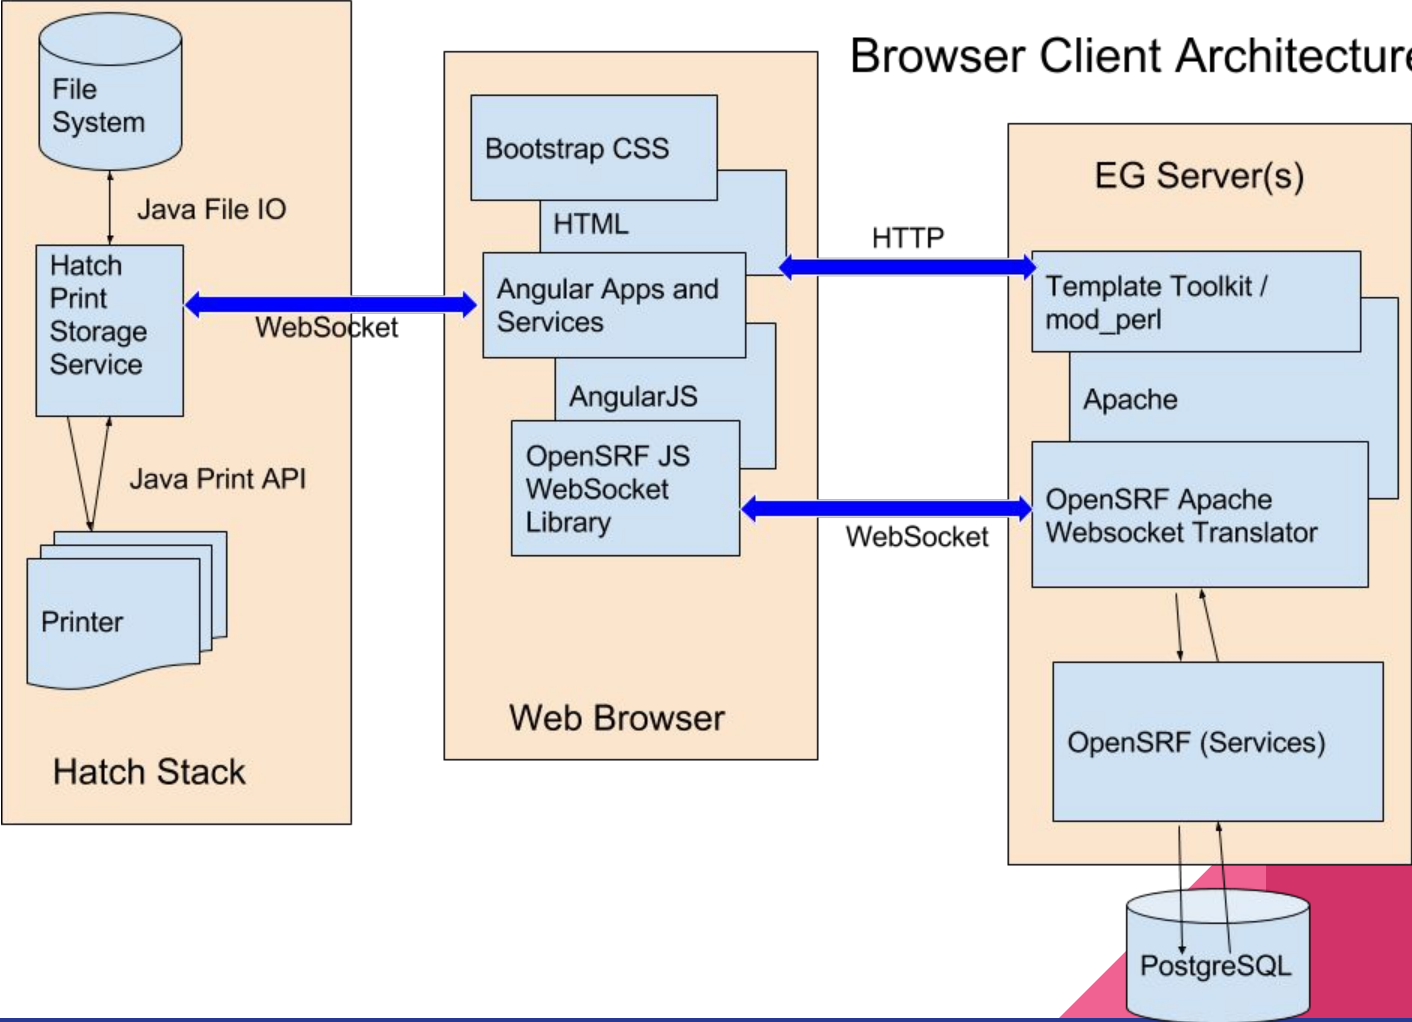 Browser Client Architecture
File
System
Java File IO
Hatch
Print
Storage
Service
WebSocket
Java Print API
Printer
Hatch Stack
Bootstrap CSS
HTML
Angular Apps and
Services
AngularJS
OpenSRF JS
WebSocket
Library
Web Browser
HTTP
WebSocket
EG Server(s)
Template Toolkit /
mod_perl
Apache
OpenSRF Apache
Websocket Translator
OpenSRF (Services)
PostgreSQL